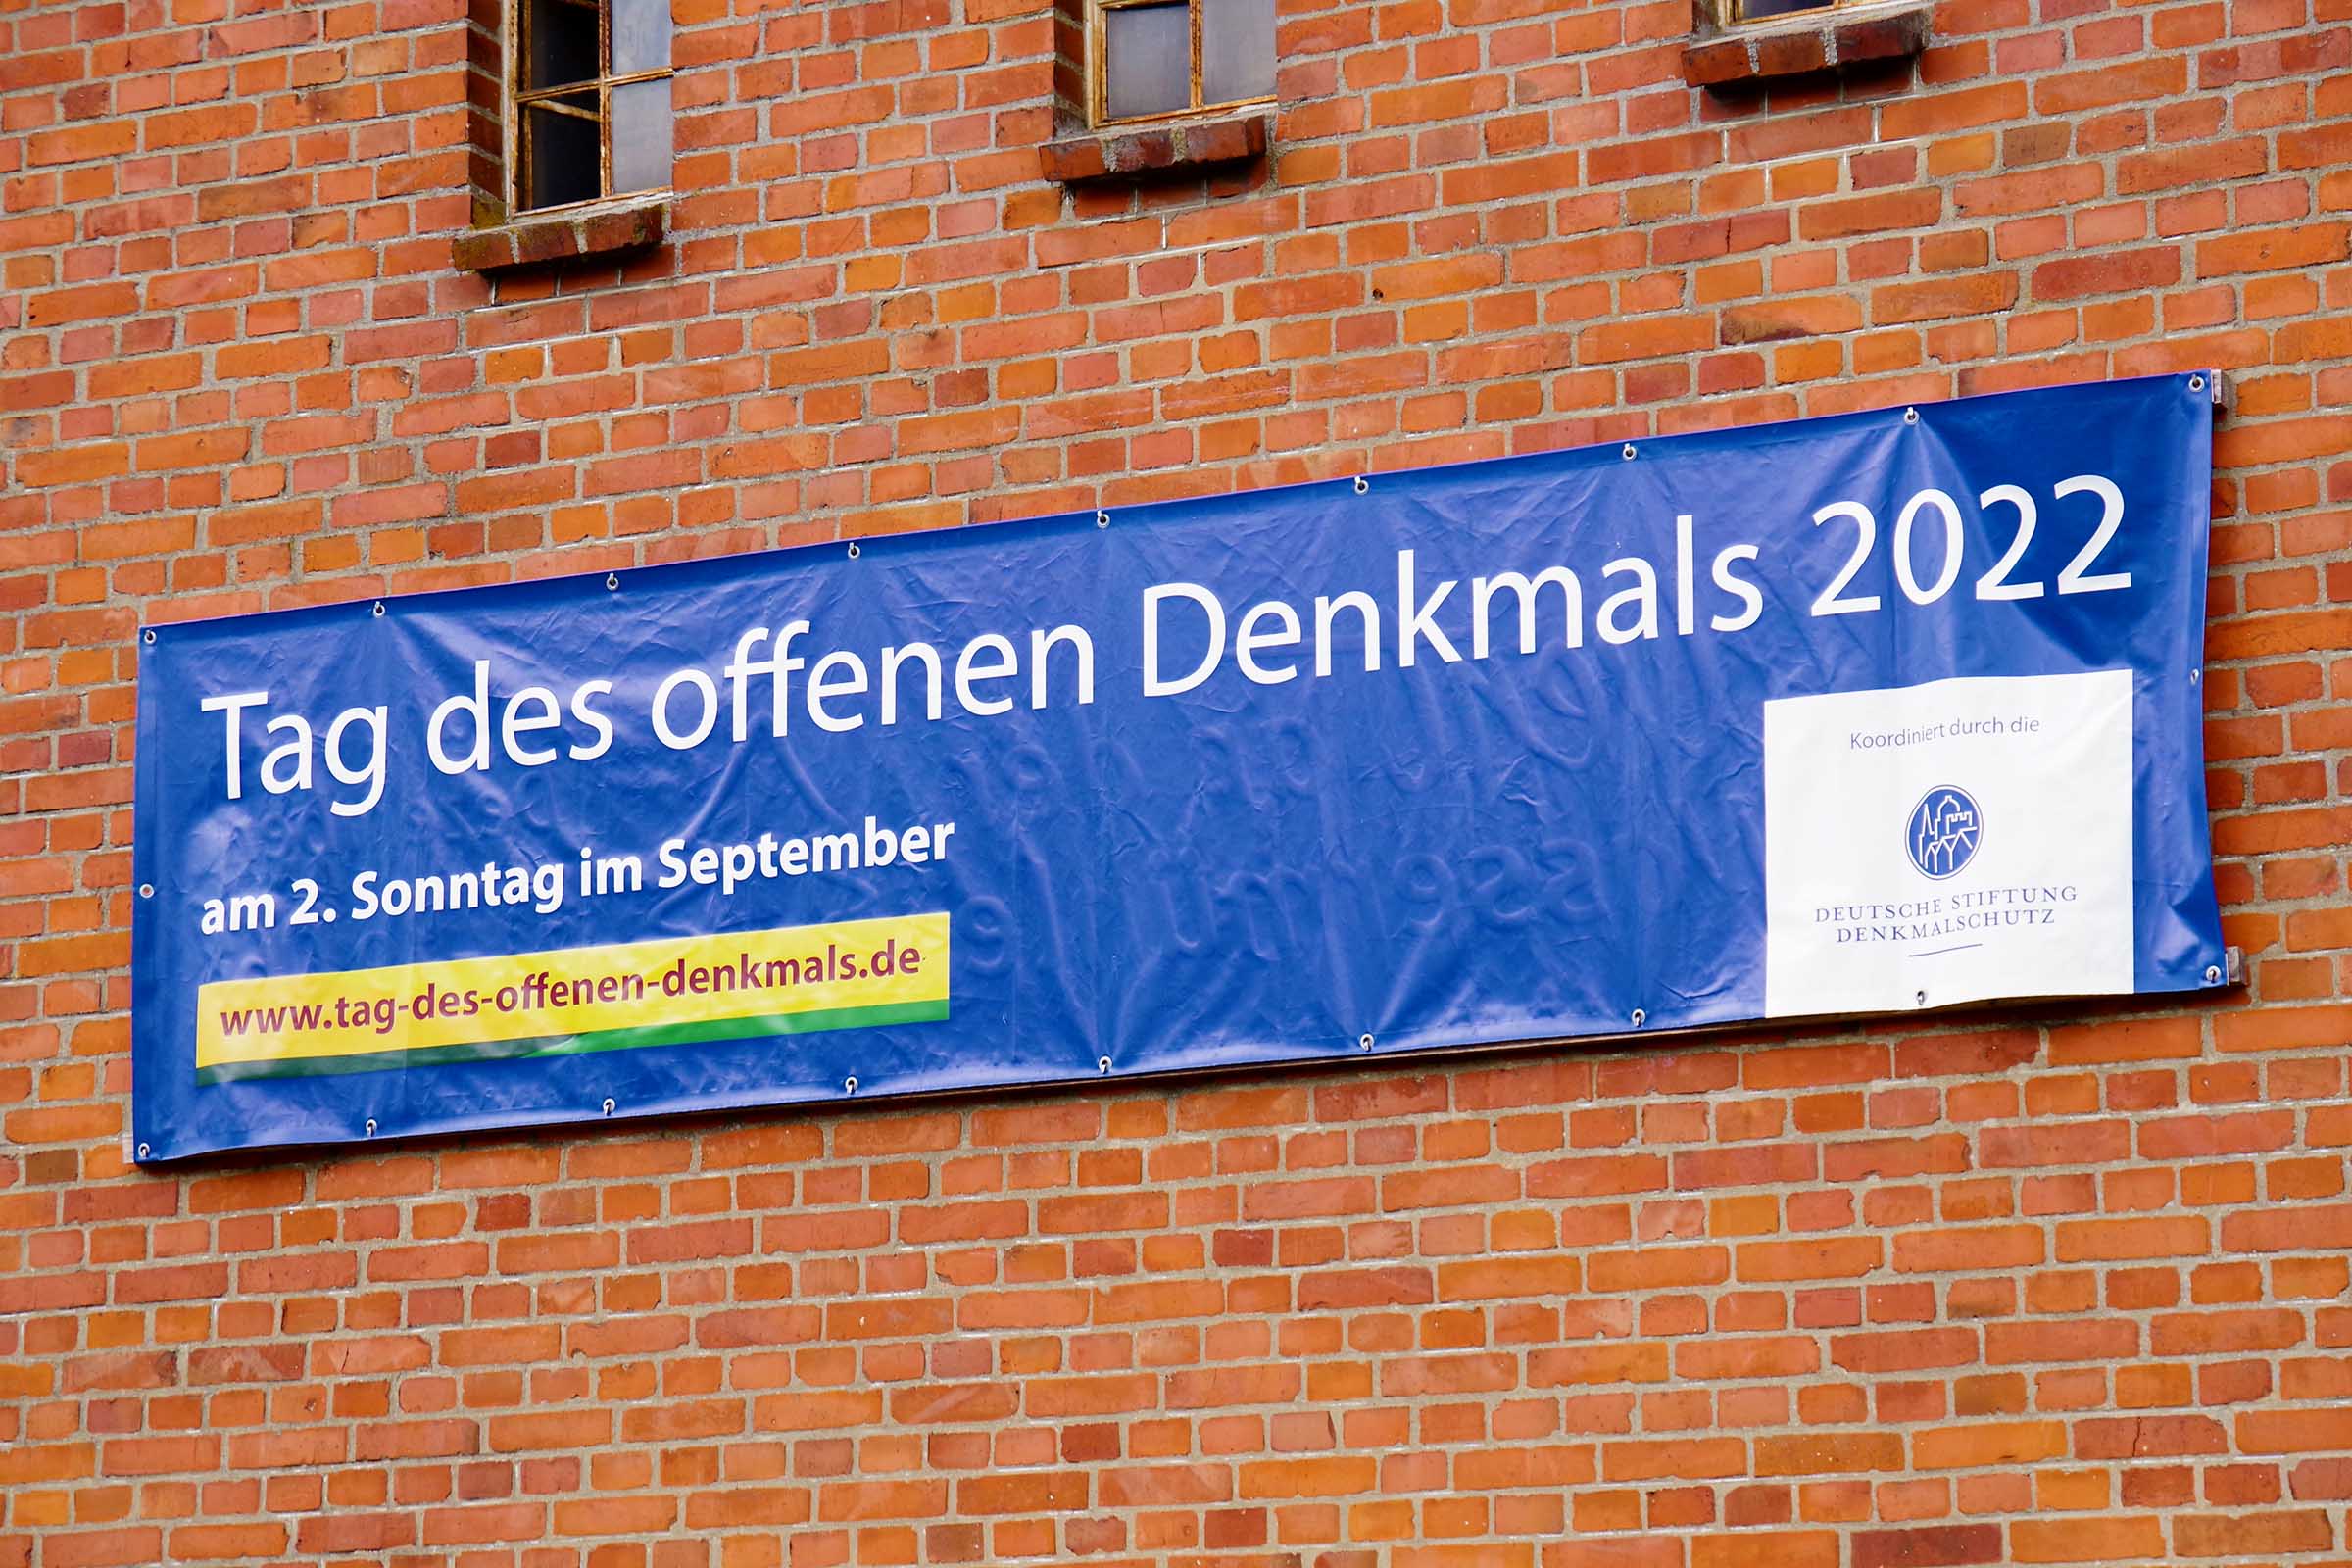 Tag des offenen Denkmals 2022
am 2. Sonntag im September
www.tag-des-offenen-denkmals.de
Koordiniert durch die
DEUTSCHE STIFTUNG
DENKMALSCHUTZ